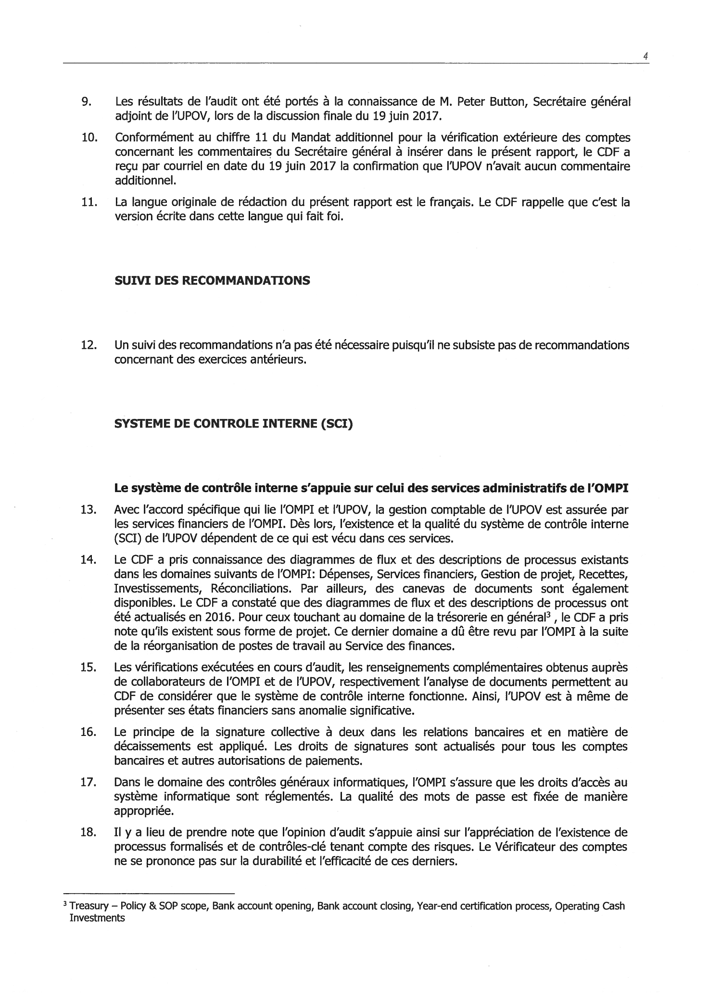 4
9. Les résultats de l'audit ont été portés à la connaissance de M. Peter Button, Secrétaire général
adjoint de l'UPOV, lors de la discussion finale du 19 juin 2017.
10. Conformément au chiffre 11 du Mandat additionnel pour la vérification extérieure des comptes
concernant les commentaires du Secrétaire général à insérer dans le présent rapport, le CDF a
reçu par courriel en date du 19 juin 2017 la confirmation que l'UPOV n'avait aucun commentaire
additionnel.
11. La langue originale de rédaction du présent rapport est le français. Le CDF rappelle que c'est la
version écrite dans cette langue qui fait foi.
SUIVI DES RECOMMANDATIONS
12. Un suivi des recommandations n'a pas été nécessaire puisqu'il ne subsiste pas de recommandations
concernant des exercices antérieurs.
SYSTEME DE CONTROLE INTERNE (SCI)
Le système de contrôle interne s'appuie sur celui des services administratifs de l'OMPI
13. Avec l'accord spécifique qui lie l'OMPI et l'UPOV, la gestion comptable de l'UPOV est assurée par
les services financiers de l'OMPI. Dès lors, l'existence et la qualité du système de contrôle interne
(SCI) de l'UPOV dépendent de ce qui est vécu dans ces services.
14. Le CDF a pris connaissance des diagrammes de flux et des descriptions de processus existants
dans les domaines suivants de l'OMPI: Dépenses, Services financiers, Gestion de projet, Recettes,
Investissements, Réconciliations. Par ailleurs, des canevas de documents sont également
disponibles. Le CDF a constaté que des diagrammes de flux et des descriptions de processus ont
été actualisés en 2016. Pour ceux touchant au domaine de la trésorerie en général³ , le CDF a pris
note qu'ils existent sous forme de projet. Ce dernier domaine a dû être revu par l'OMPI à la suite
de la réorganisation de postes de travail au Service des finances.
15. Les vérifications exécutées en cours d'audit, les renseignements complémentaires obtenus auprès
de collaborateurs de l'OMPI et de l'UPOV, respectivement l'analyse de documents permettent au
CDF de considérer que le système de contrôle interne fonctionne. Ainsi, l'UPOV est à même de
présenter ses états financiers sans anomalie significative.
16. Le principe de la signature collective à deux dans les relations bancaires et en matière de
décaissements est appliqué. Les droits de signatures sont actualisés pour tous les comptes
bancaires et autres autorisations de paiements.
17. Dans le domaine des contrôles généraux informatiques, l'OMPI s'assure que les droits d'accès au
système informatique sont réglementés. La qualité des mots de passe est fixée de manière
appropriée.
18. Il y a lieu de prendre note que l'opinion d'audit s'appuie ainsi sur l'appréciation de l'existence de
processus formalisés et de contrôles-clé tenant compte des risques. Le Vérificateur des comptes
ne se prononce pas sur la durabilité et l'efficacité de ces derniers.
³ Treasury – Policy & SOP scope, Bank account opening, Bank account closing, Year-end certification process, Operating Cash
Investments